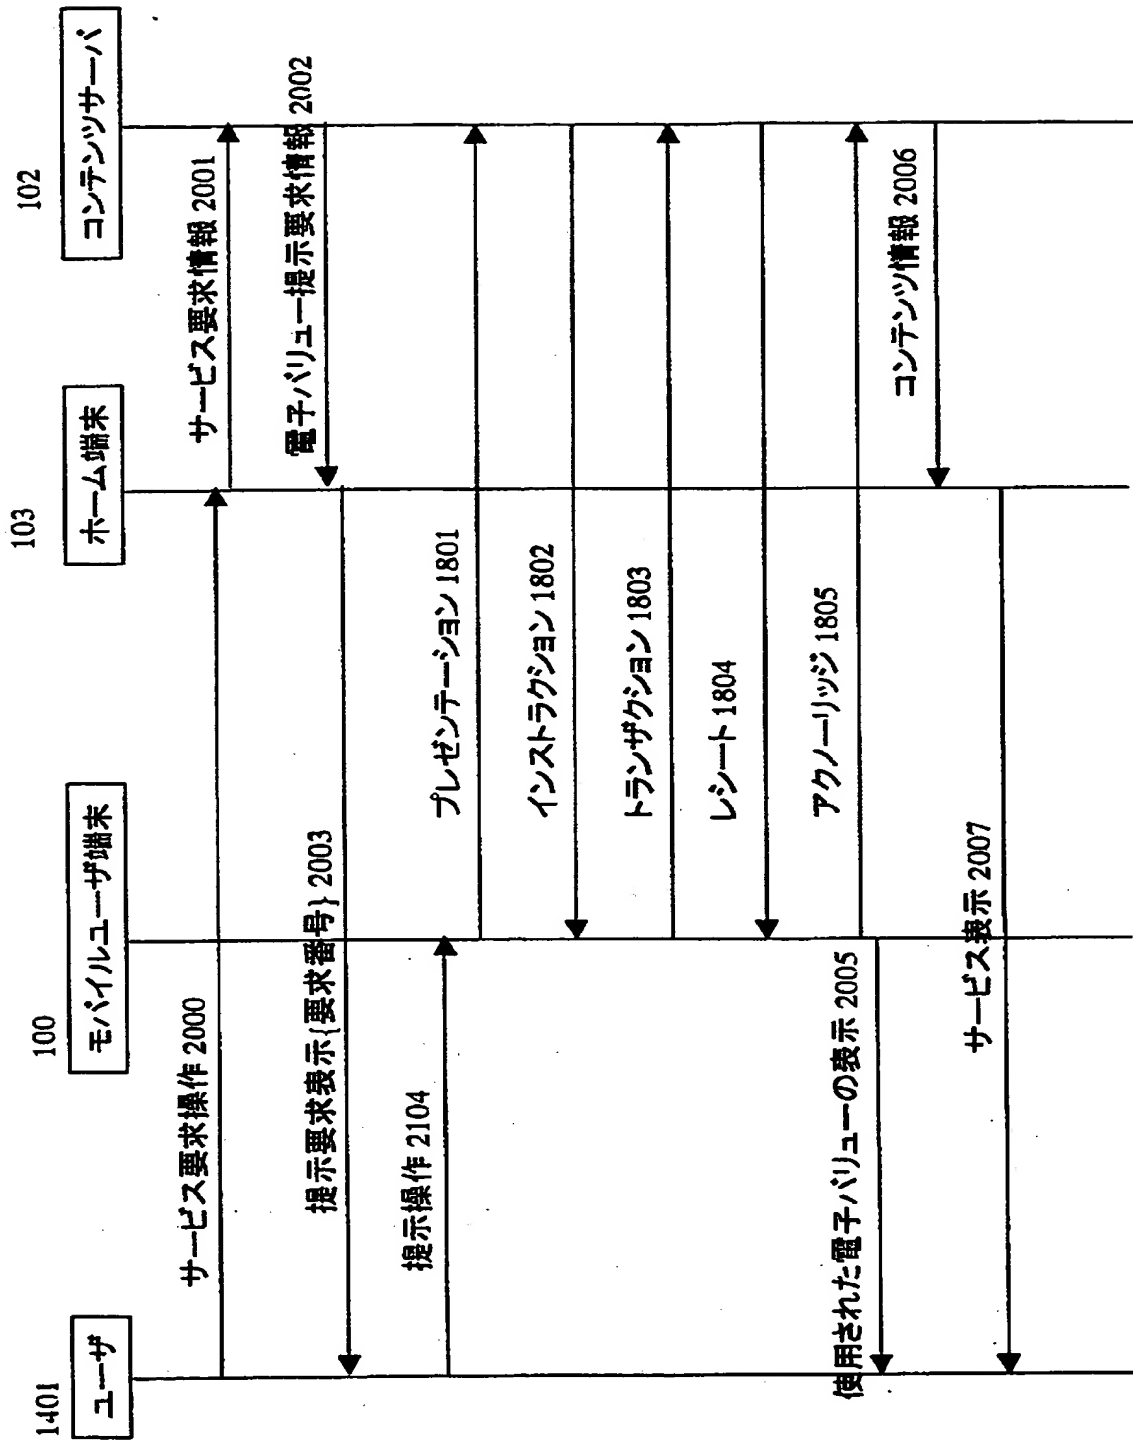 1401
ユーザ
100
モバイルユーザ端末
103
ホーム端末
102
コンテンツサーバ
サービス要求操作 2000
サービス要求情報 2001
電子バリュー提示要求情報 2002
提示要求表示{要求番号} 2003
提示操作 2104
プレゼンテーション 1801
インストラクション 1802
トランザクション 1803
レシート 1804
アクノーリッジ 1805
使用された電子バリューの表示 2005
コンテンツ情報 2006
サービス表示 2007